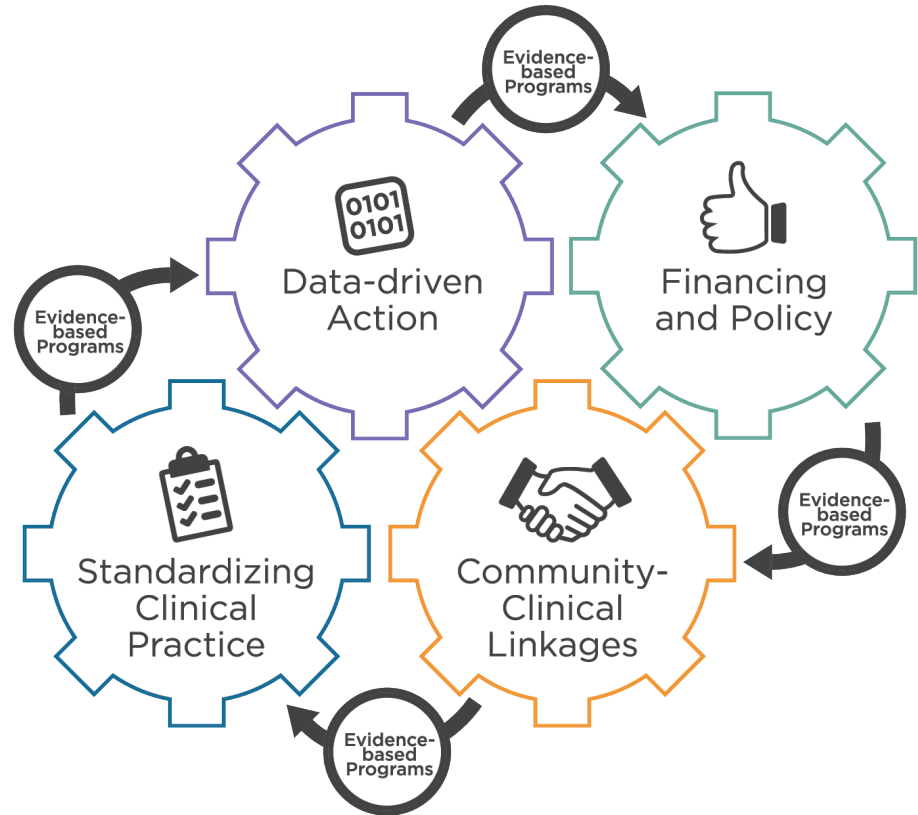 Evidence-
based
Programs
0101
0101
Data-driven
Action
Financing
and Policy
Evidence-
based
Programs
Standardizing
Clinical
Practice
Community-
Clinical
Linkages
Evidence-
based
Programs
Evidence-
based
Programs